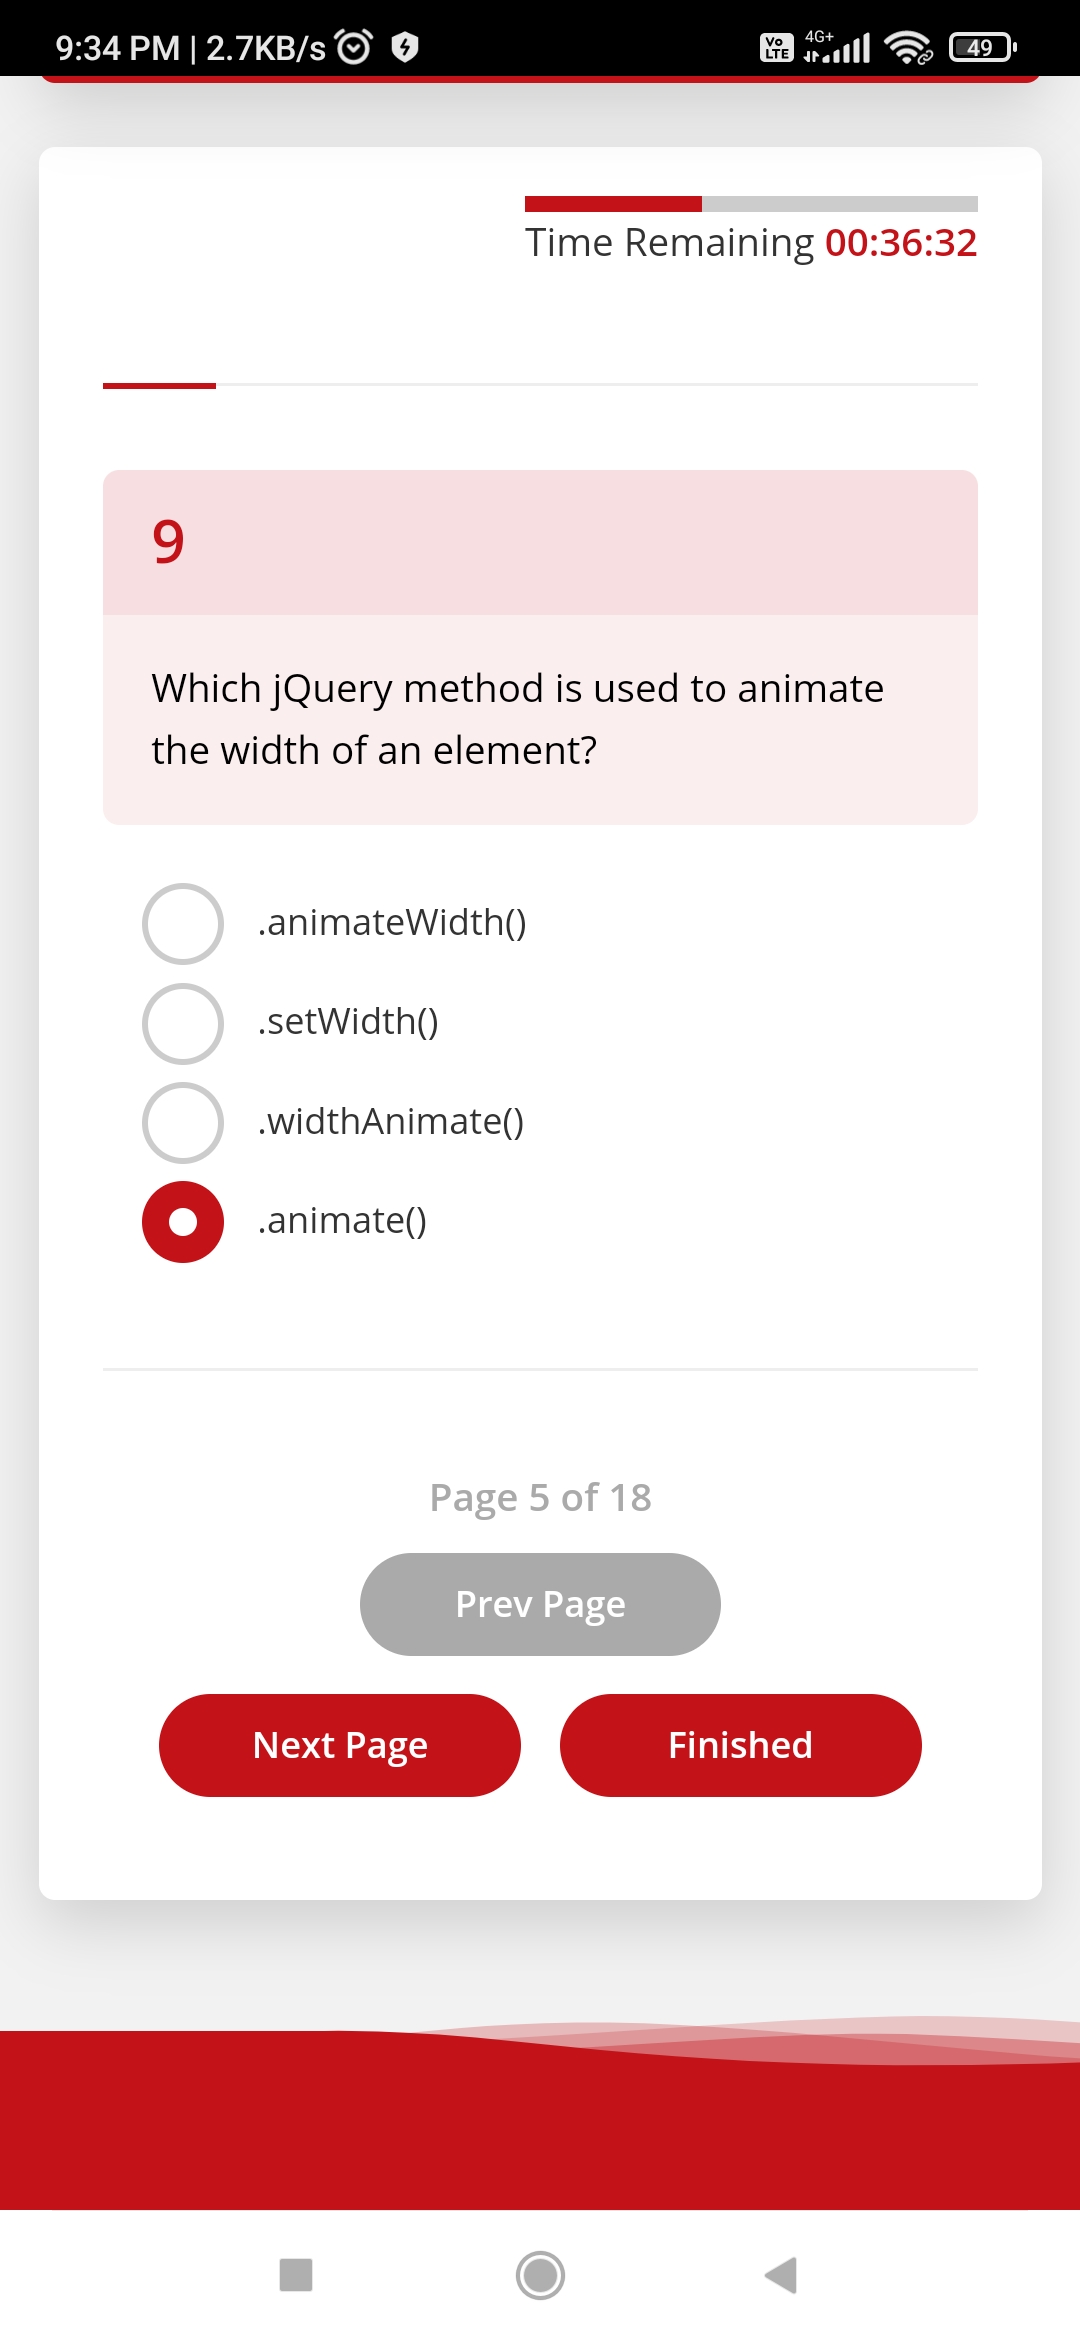 9:34 PM | 2.7KB/s
Vo LTE 4G+ 49
Time Remaining 00:36:32
9
Which jQuery method is used to animate
the width of an element?
.animateWidth()
.setWidth()
.widthAnimate()
.animate()
Page 5 of 18
Prev Page
Next Page Finished